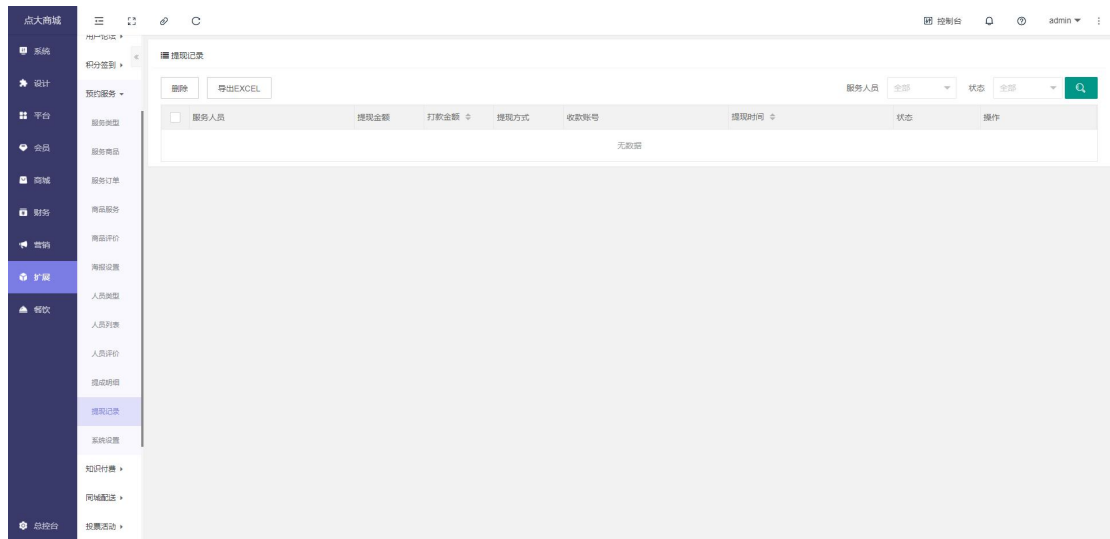 点大商城
控制台
admin
系统
设计
平台
会员
商城
财务
营销
扩展
餐饮
总控台
用户论坛
积分签到
预约服务
服务类型
服务商品
服务订单
商品服务
商品评价
海报设置
人员类型
人员列表
人员评价
提成明细
提现记录
系统设置
知识付费
同城配送
投票活动
提现记录
删除 导出EXCEL 服务人员 全部 状态 全部
服务人员 提现金额 打款金额 提现方式 收款账号 提现时间 状态 操作
无数据